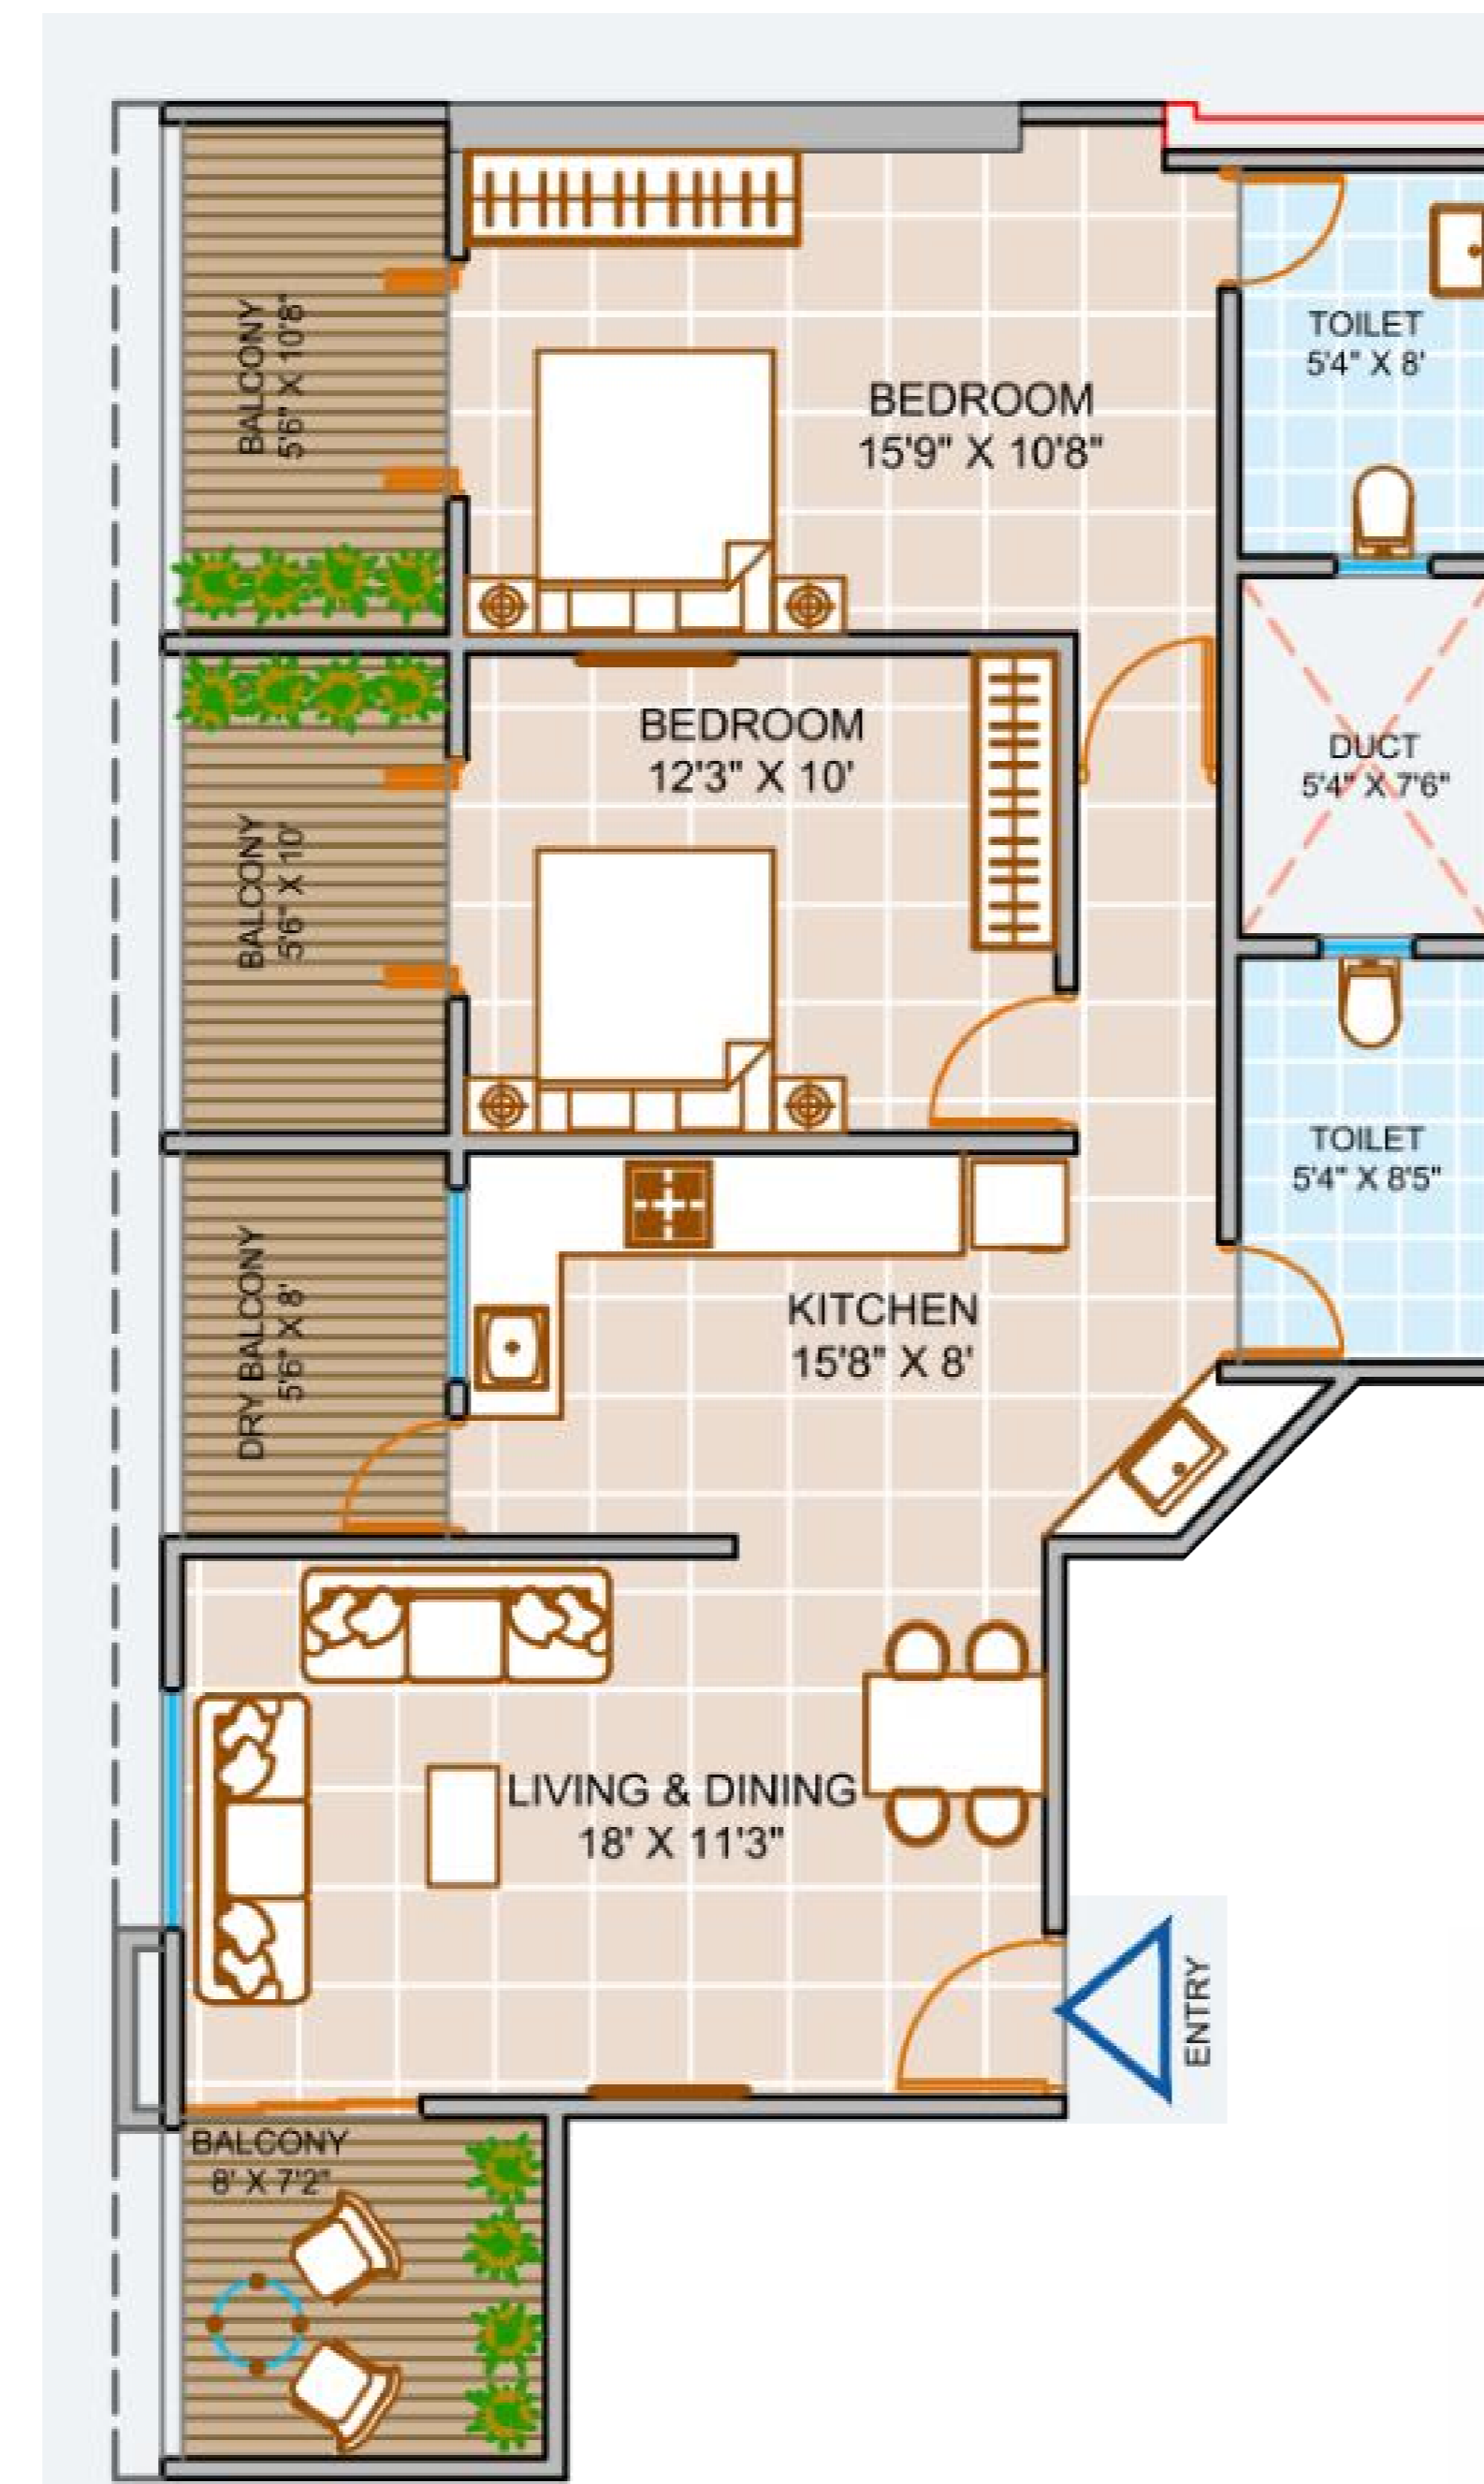 BALCONY
5'6" X 10'8"
BEDROOM
15'9" X 10'8"
TOILET
5'4" X 8'
BALCONY
5'6" X 10'
BEDROOM
12'3" X 10'
DUCT
5'4" X 7'6"
TOILET
5'4" X 8'5"
DRY BALCONY
5'6" X 8'
KITCHEN
15'8" X 8'
LIVING & DINING
18' X 11'3"
ENTRY
BALCONY
8' X 7'2"